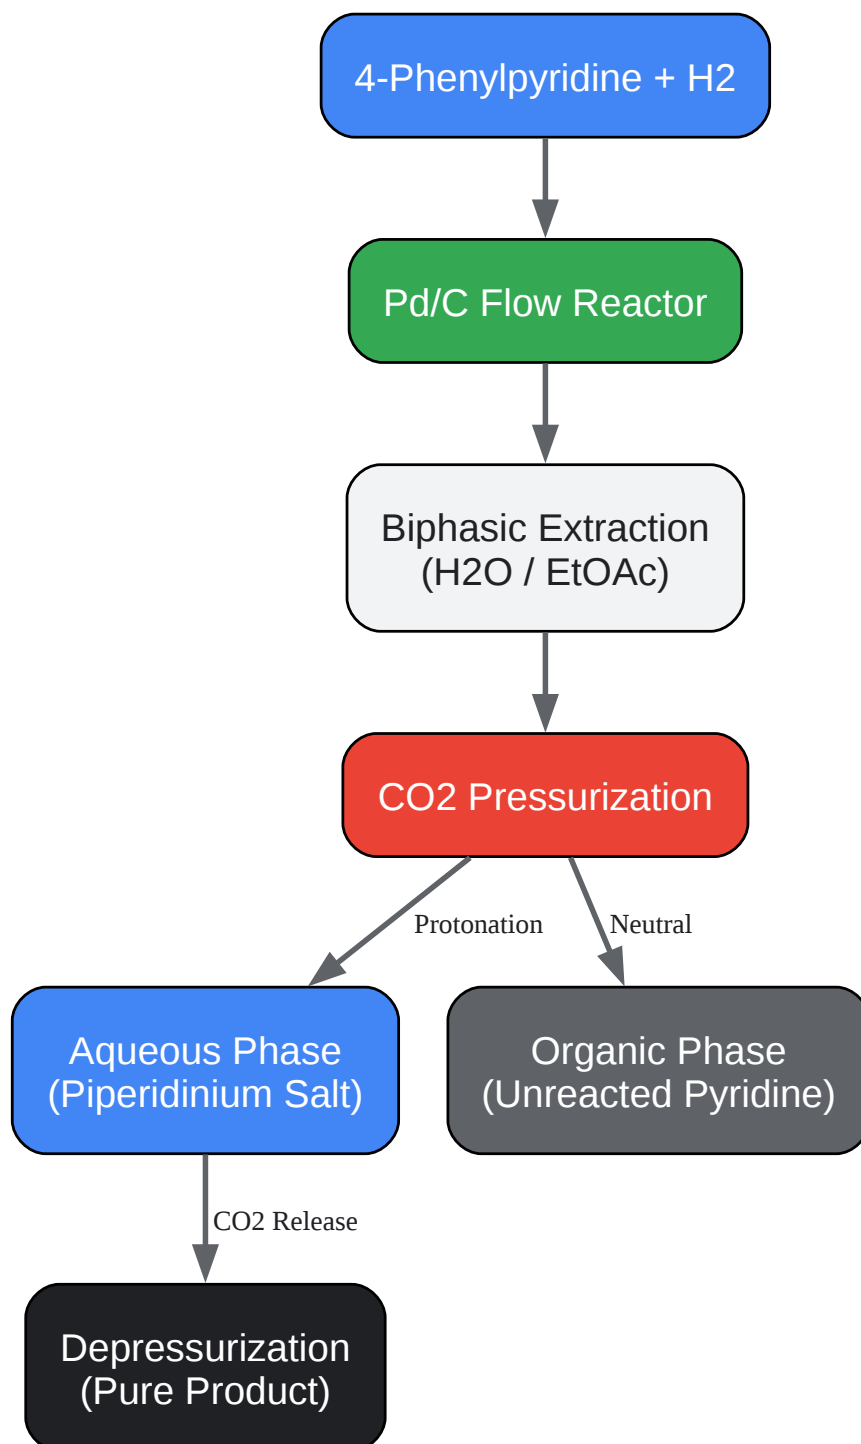 4-Phenylpyridine + H2
Pd/C Flow Reactor
Biphasic Extraction
(H2O / EtOAc)
CO2 Pressurization
Protonation
Neutral
Aqueous Phase
(Piperidinium Salt)
Organic Phase
(Unreacted Pyridine)
CO2 Release
Depressurization
(Pure Product)